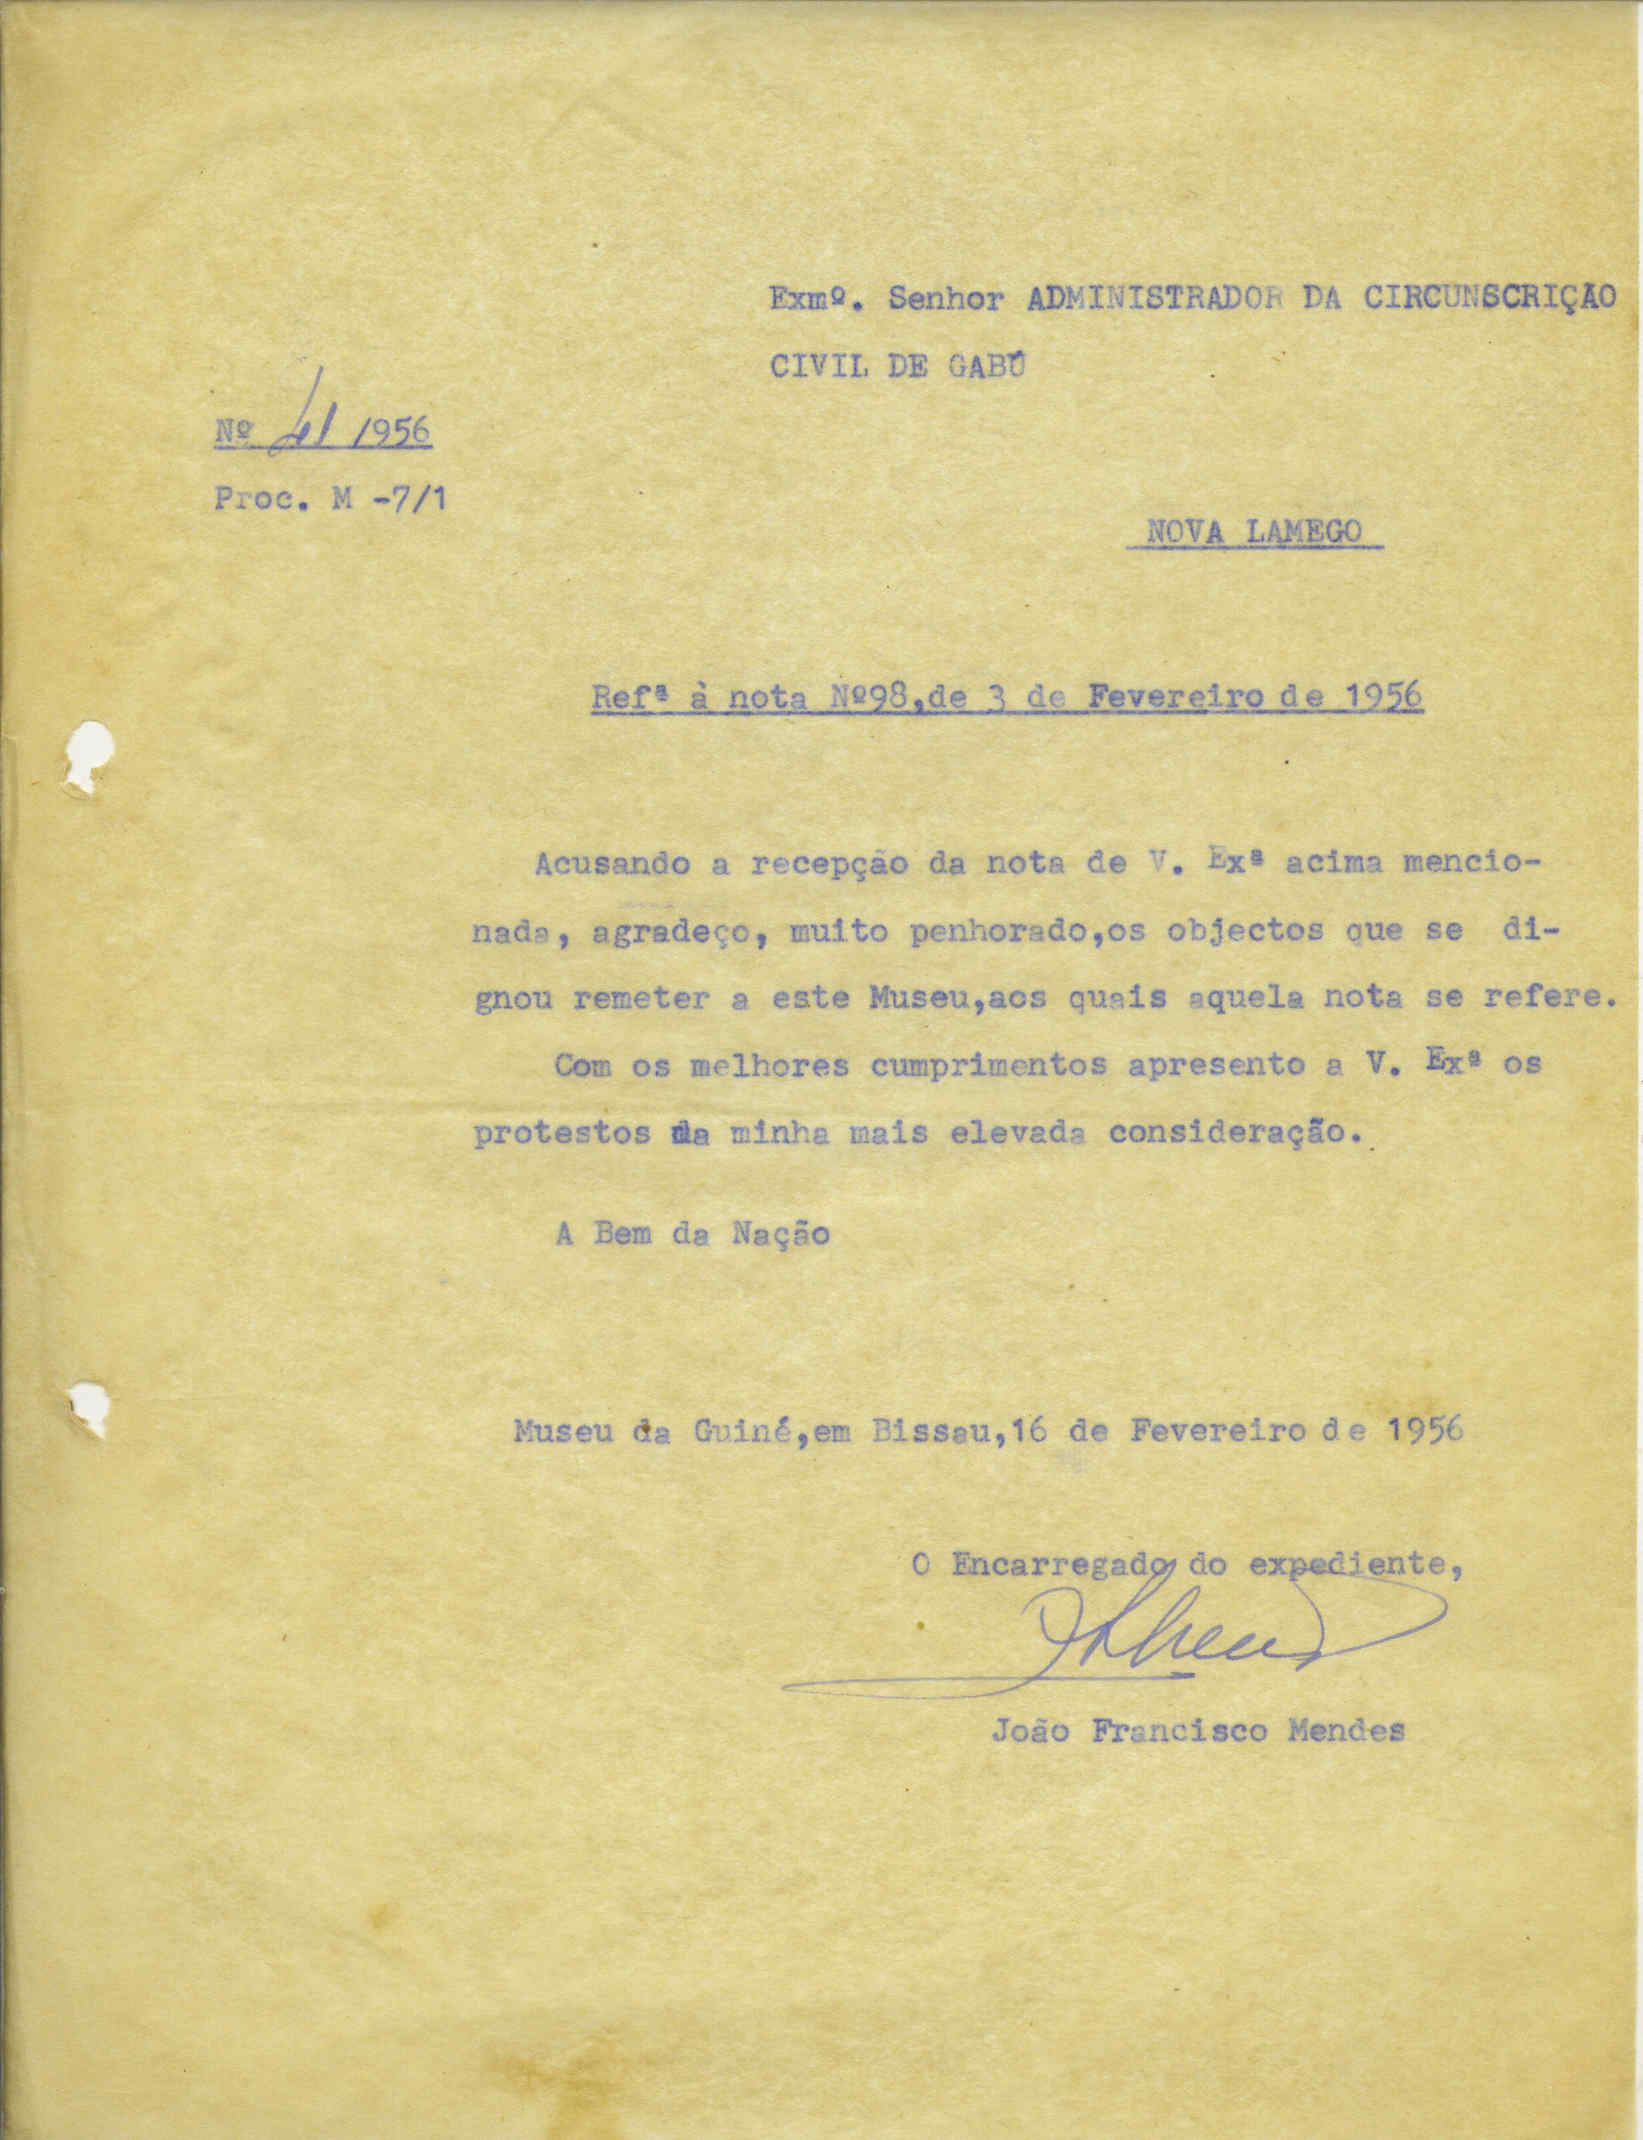 Exmº. Senhor ADMINISTRADOR DA CIRCUNSCRIÇAO
CIVIL DE GABÚ
Nº 41 /1956
Proc. M -7/1
NOVA LAMEGO
Refª à nota Nº98,de 3 de Fevereiro de 1956
Acusando a recepção da nota de V. Exª acima mencio-
nada, agradeço, muito penhorado,os objectos que se di-
gnou remeter a este Museu,aos quais aquela nota se refere.
Com os melhores cumprimentos apresento a V. Exª os
protestos da minha mais elevada consideração.
A Bem da Nação
Museu da Guiné,em Bissau,16 de Fevereiro de 1956
O Encarregado do expediente,
João Francisco Mendes